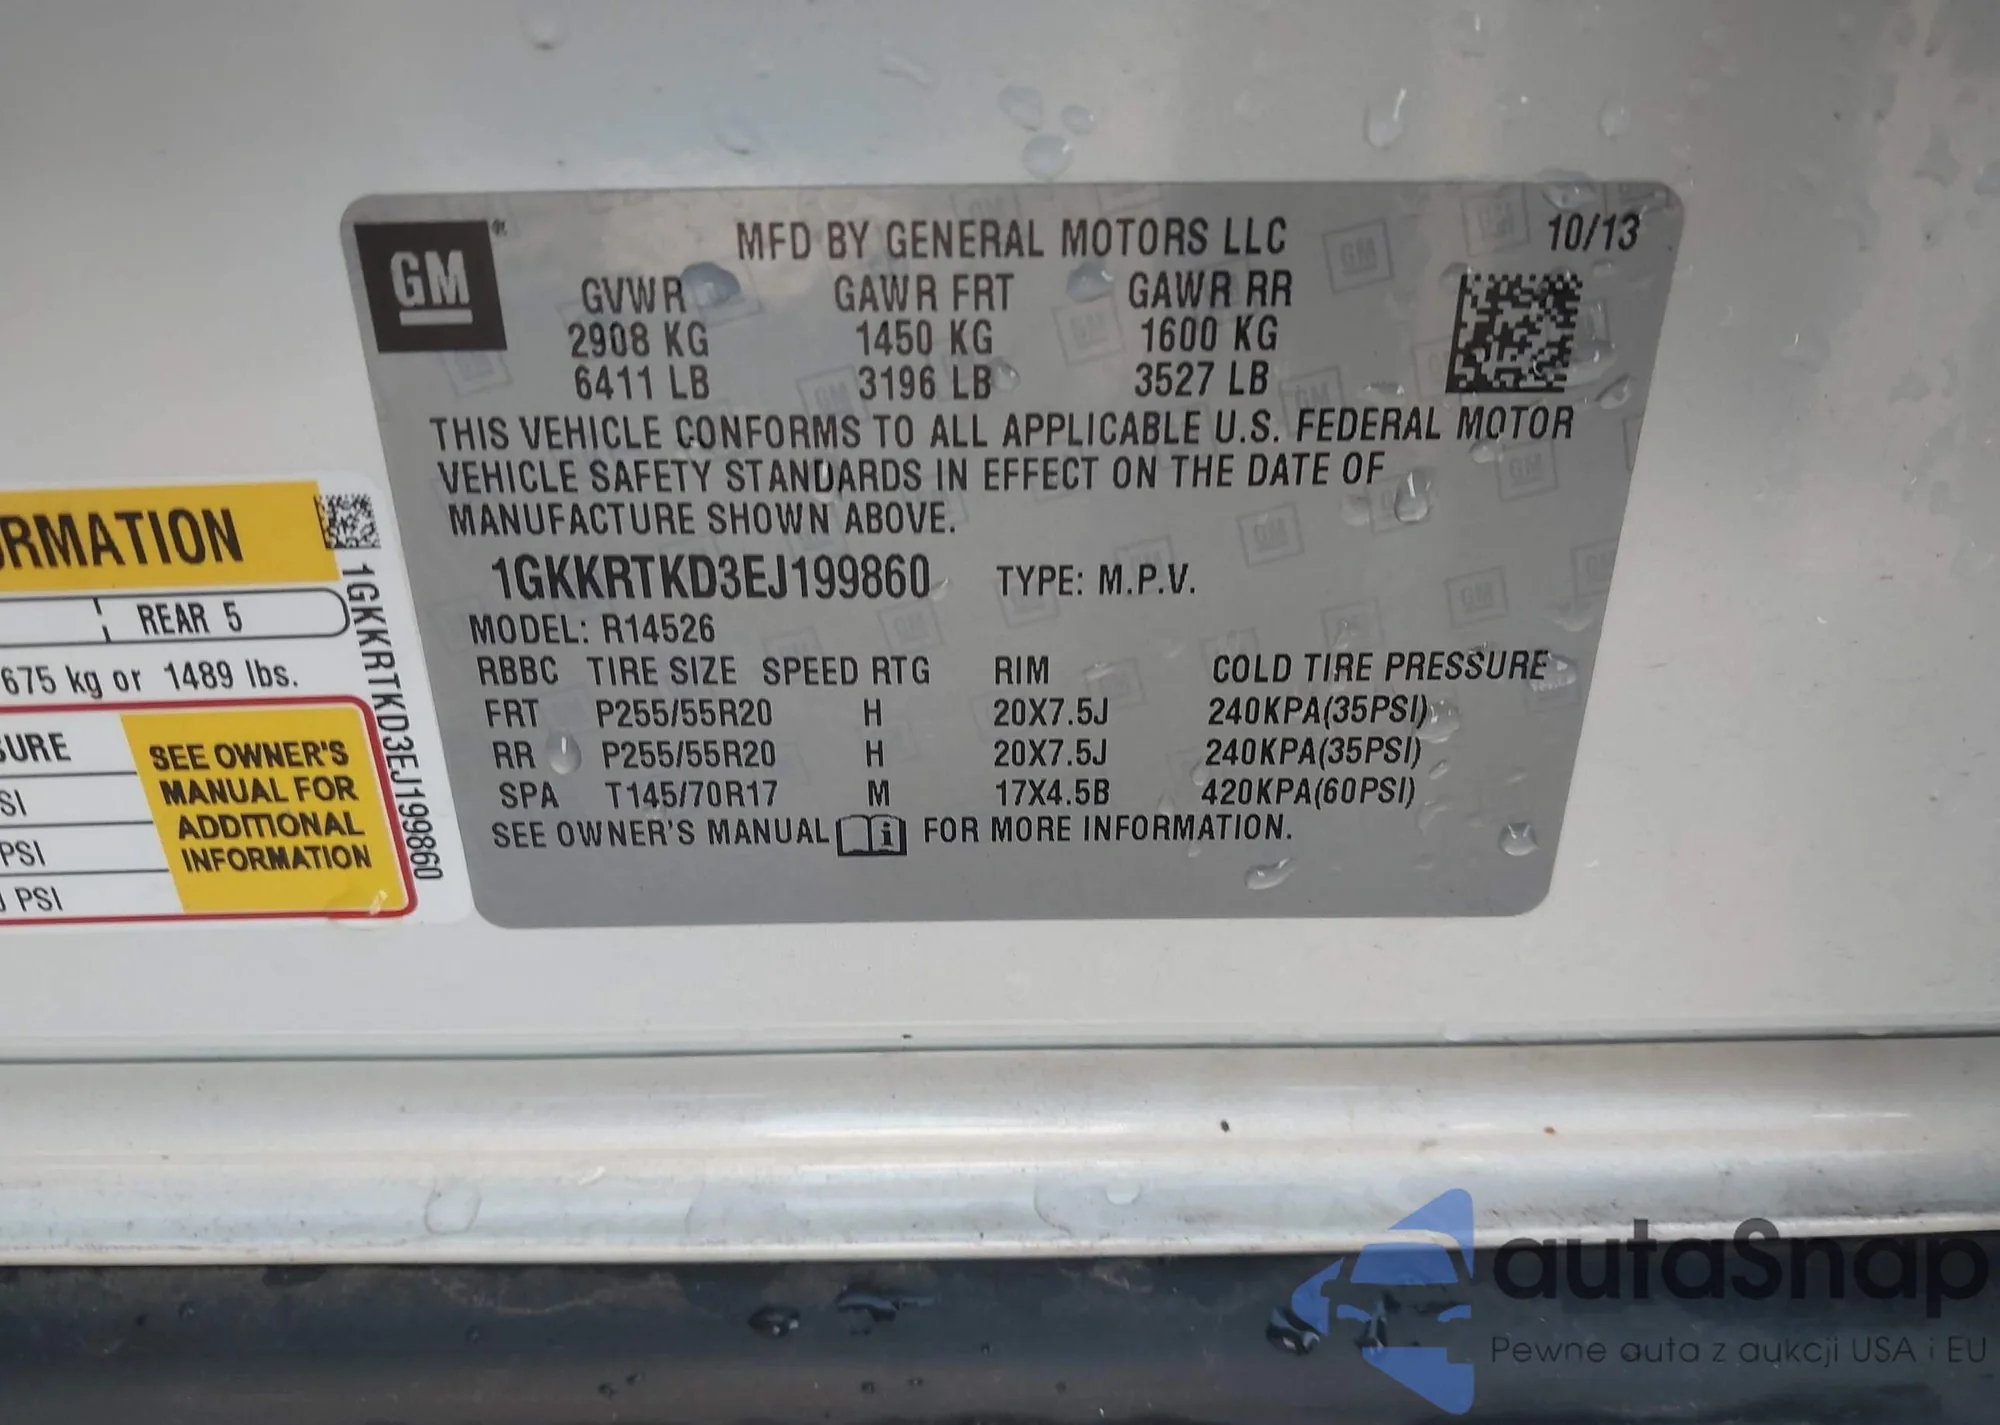 GM
MFD BY GENERAL MOTORS LLC 10/13
GVWR GAWR FRT GAWR RR
2908 KG 1450 KG 1600 KG
6411 LB 3196 LB 3527 LB
THIS VEHICLE CONFORMS TO ALL APPLICABLE U.S. FEDERAL MOTOR
VEHICLE SAFETY STANDARDS IN EFFECT ON THE DATE OF
MANUFACTURE SHOWN ABOVE.
1GKKRTKD3EJ199860 TYPE: M.P.V.
MODEL: R14526
RBBC TIRE SIZE SPEED RTG RIM COLD TIRE PRESSURE
FRT P255/55R20 H 20X7.5J 240KPA(35PSI)
RR P255/55R20 H 20X7.5J 240KPA(35PSI)
SPA T145/70R17 M 17X4.5B 420KPA(60PSI)
SEE OWNER'S MANUAL i FOR MORE INFORMATION.
RMATION
REAR 5
675 kg or 1489 lbs.
SURE
SI
PSI
PSI
SEE OWNER'S
MANUAL FOR
ADDITIONAL
INFORMATION
1GKKRTKD3EJ199860
autaSnap
Pewne auta z aukcji USA i EU